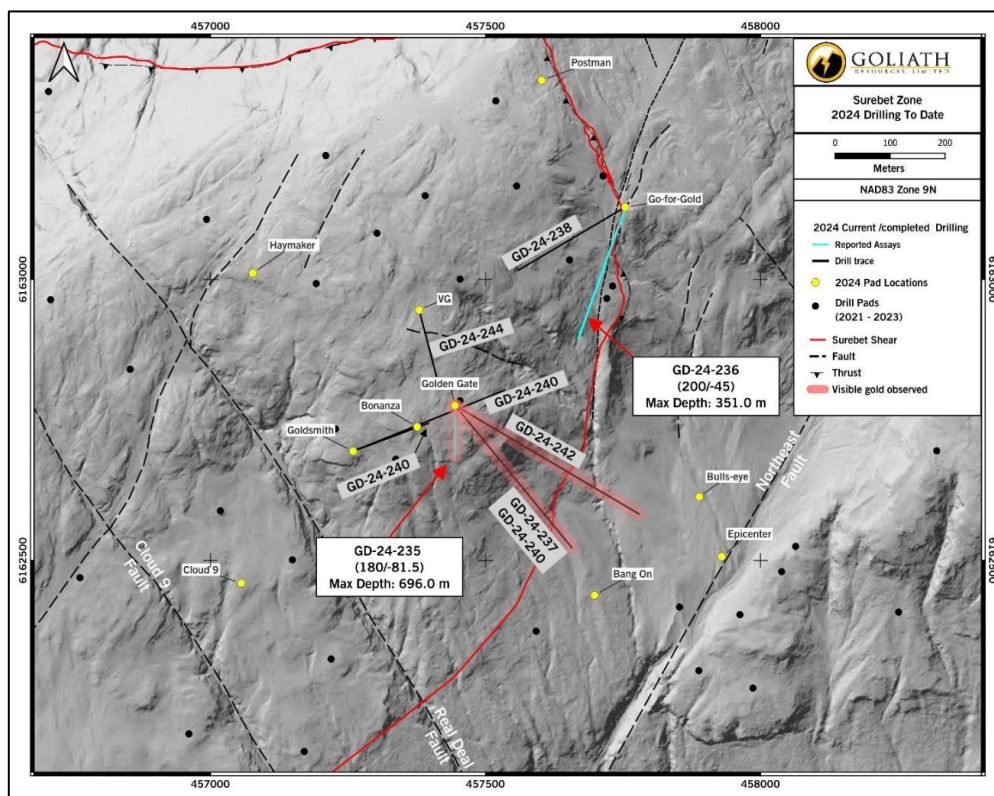 457000
457500
458000
GOLIATH
RESOURCES LIMITED
Surebet Zone
2024 Drilling To Date
0 100 200
Meters
NAD83 Zone 9N
2024 Current /completed Drilling
Reported Assays
Drill trace
2024 Pad Locations
Drill Pads
(2021 - 2023)
Surebet Shear
Fault
Thrust
Visible gold observed
Postman
Go-for-Gold
GD-24-238
Haymaker
6163000
6163000
VG
GD-24-244
GD-24-236
(200/-45)
Max Depth: 351.0 m
Golden Gate
GD-24-240
Bonanza
Goldsmith
GD-24-242
GD-24-240
Bulls-eye
Northeast
Fault
GD-24-237
GD-24-240
GD-24-235
(180/-81.5)
Max Depth: 696.0 m
Epicenter
6162500
6162500
Cloud 9
Fault
Cloud 9
Bang On
Real Deal
Fault
457000
457500
458000